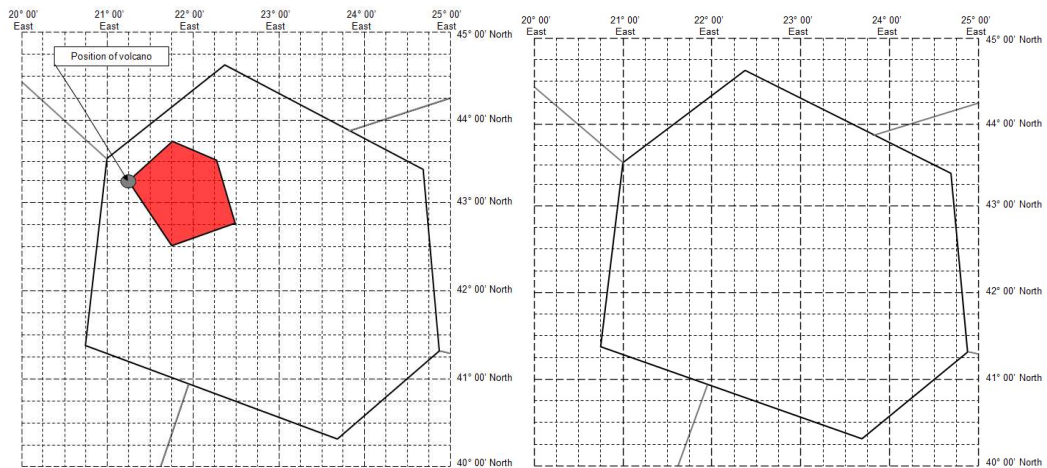 20° 00'
East
21° 00'
East
22° 00'
East
23° 00'
East
24° 00'
East
25° 00'
East
45° 00' North
Position of volcano
44° 00' North
43° 00' North
42° 00' North
41° 00' North
40° 00' North
20° 00'
East
21° 00'
East
22° 00'
East
23° 00'
East
24° 00'
East
25° 00'
East
45° 00' North
44° 00' North
43° 00' North
42° 00' North
41° 00' North
40° 00' North